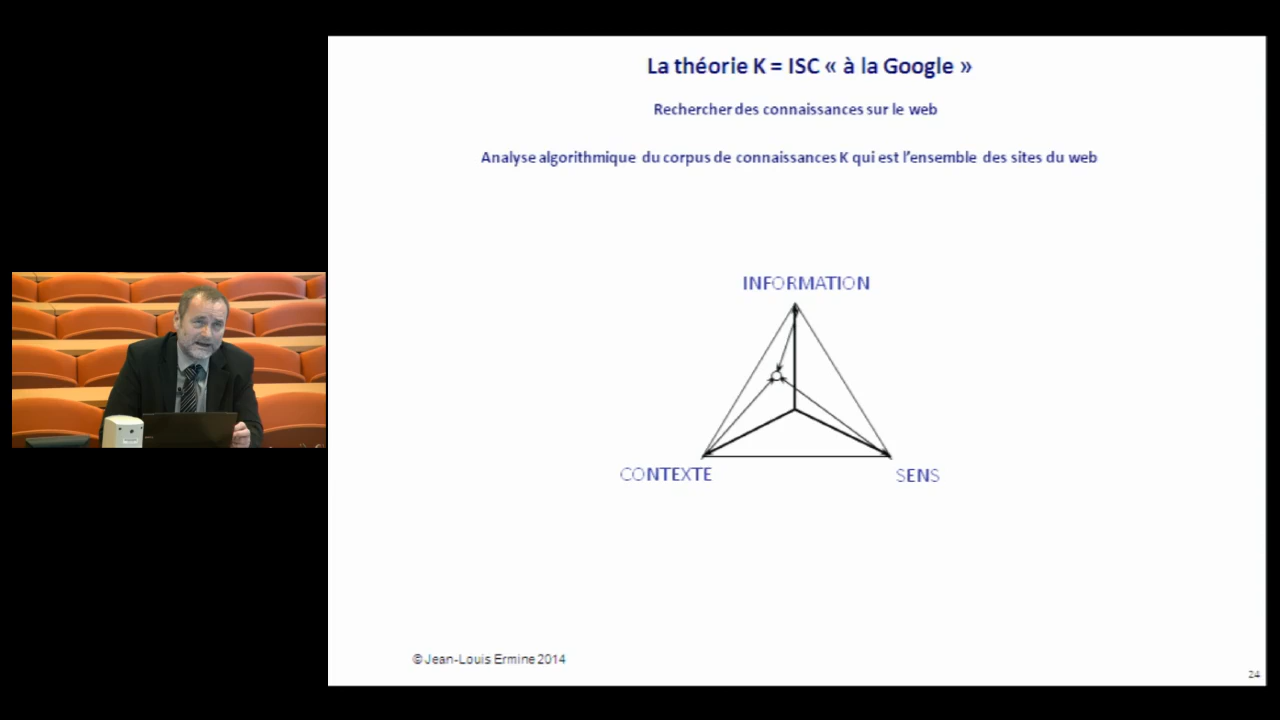 La théorie K = ISC « à la Google »
Rechercher des connaissances sur le web
Analyse algorithmique du corpus de connaissances K qui est l'ensemble des sites du web
INFORMATION
CONTEXTE
SENS
© Jean-Louis Ermine 2014
24